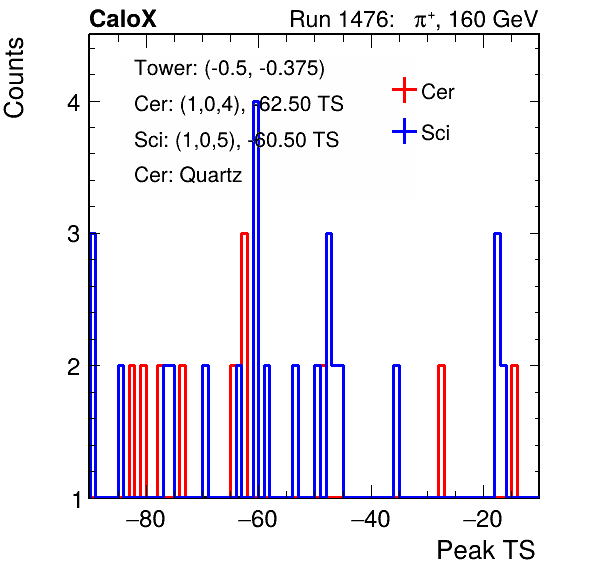 CaloX Run 1476: π⁺, 160 GeV
Counts
Tower: (-0.5, -0.375)
Cer: (1,0,4), -62.50 TS
Sci: (1,0,5), -60.50 TS
Cer: Quartz
Cer
Sci
4
3
2
1
−80 −60 −40 −20
Peak TS